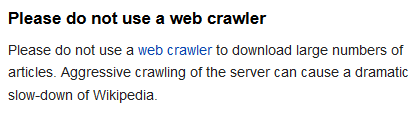 Please do not use a web crawler
Please do not use a web crawler to download large numbers of
articles. Aggressive crawling of the server can cause a dramatic
slow-down of Wikipedia.